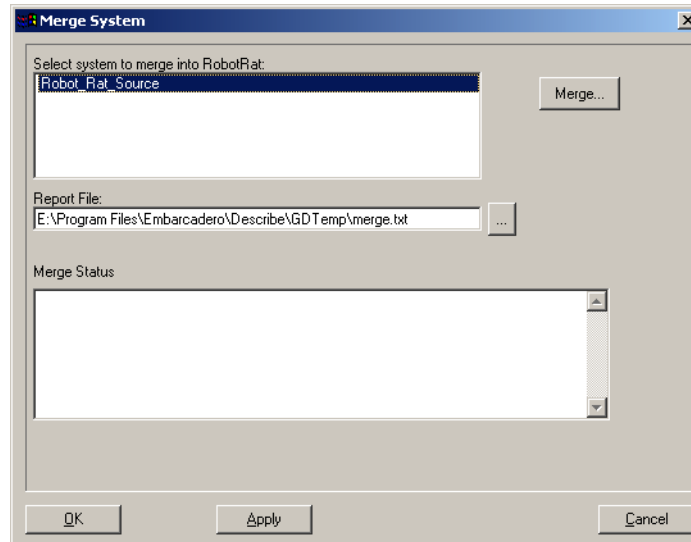 Merge System
Select system to merge into RobotRat:
Robot_Rat_Source
Merge...
Report File:
E:\Program Files\Embarcadero\Describe\GDTemp\merge.txt
...
Merge Status
OK
Apply
Cancel